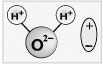 H⁺ H⁺
+
O²⁻
−